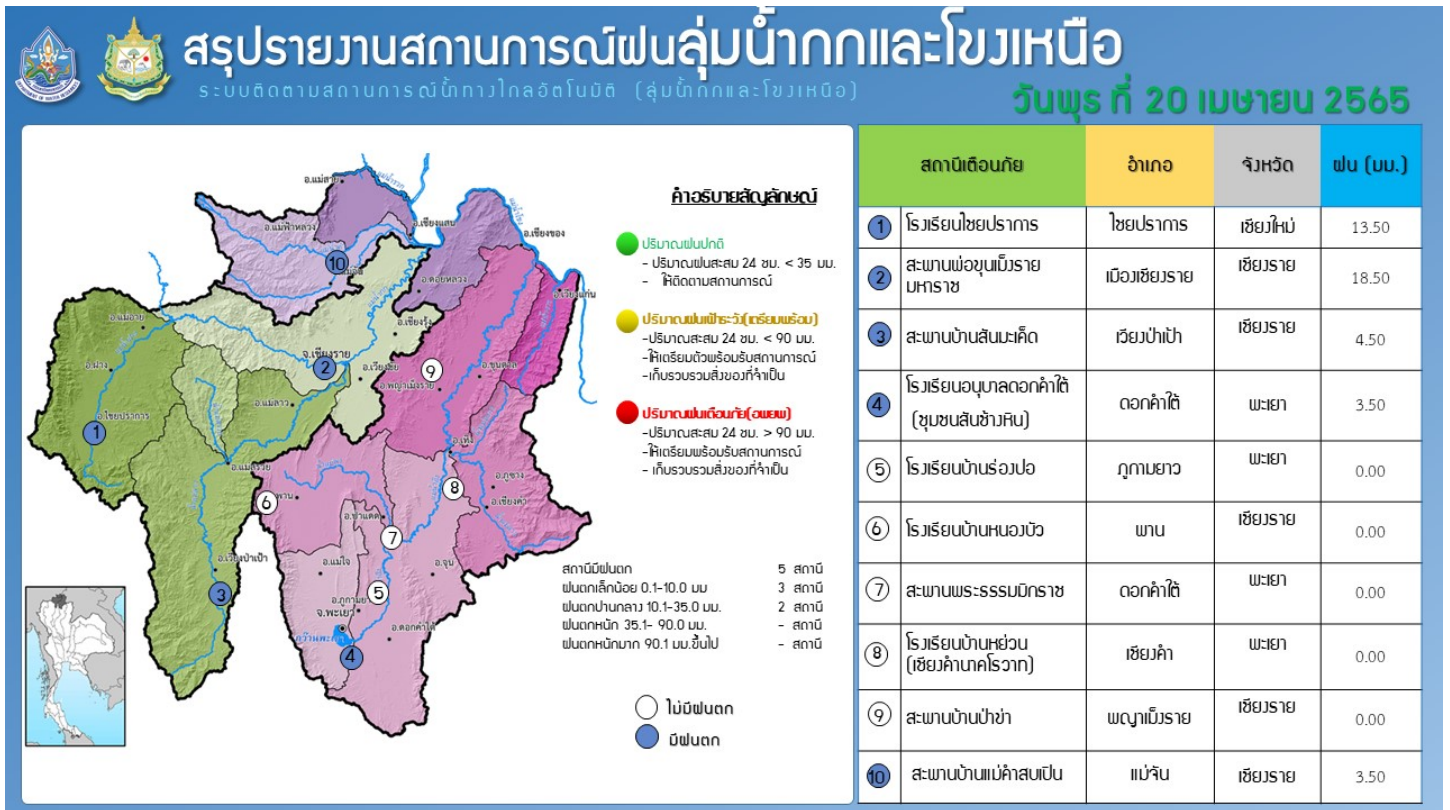 สรุปรายงานสถานการณ์ฝนลุ่มน้ำกกและโขงเหนือ
ระบบติดตามสถานการณ์น้ำทางไกลอัตโนมัติ (ลุ่มน้ำกกและโขงเหนือ)
วันพุธ ที่ 20 เมษายน 2565
อ.แม่สาย
อ.แม่ฟ้าหลวง
อ.เชียงแสน
อ.เชียงของ
10
อ.ดอยหลวง
อ.เวียงแก่น
อ.แม่อาย
อ.เชียงรุ้ง
จ.เชียงราย
อ.ฝาง
2
อ.เวียงชัย
9
อ.ขุนตาล
อ.พญาเม็งราย
อ.แม่ลาว
อ.ไชยปราการ
1
อ.เทิง
อ.แม่สรวย
อ.ภูซาง
8
6
พาน
อ.เชียงคำ
อ.ป่าแดด
7
อ.เวียงป่าเป้า
อ.แม่ใจ
อ.จุน
3
5
อ.ภูกามยาว
จ.พะเยา
อ.ดอกคำใต้
กว๊านพะเยา
4
คำอธิบายสัญลักษณ์
ปริมาณฝนปกติ
- ปริมาณฝนสะสม 24 ชม. < 35 มม.
- ให้ติดตามสถานการณ์
ปริมาณฝนเฝ้าระวัง(เตรียมพร้อม)
-ปริมาณสะสม 24 ชม. < 90 มม.
-ให้เตรียมตัวพร้อมรับสถานการณ์
-เก็บรวบรวมสิ่งของที่จำเป็น
ปริมาณฝนเตือนภัย(อพยพ)
-ปริมาณสะสม 24 ชม. > 90 มม.
-ให้เตรียมพร้อมรับสถานการณ์
- เก็บรวบรวมสิ่งของที่จำเป็น
สถานีมีฝนตก 5 สถานี
ฝนตกเล็กน้อย 0.1-10.0 มม 3 สถานี
ฝนตกปานกลาง 10.1-35.0 มม. 2 สถานี
ฝนตกหนัก 35.1- 90.0 มม. - สถานี
ฝนตกหนักมาก 90.1 มม.ขึ้นไป - สถานี
ไม่มีฝนตก
มีฝนตก
สถานีเตือนภัย อำเภอ จังหวัด ฝน (มม.)
1 โรงเรียนไชยปราการ ไชยปราการ เชียงใหม่ 13.50
2 สะพานพ่อขุนเม็งราย เมืองเชียงราย เชียงราย 18.50
มหาราช
3 สะพานบ้านสันมะเค็ด เวียงป่าเป้า เชียงราย 4.50
4 โรงเรียนอนุบาลดอกคำใต้ ดอกคำใต้ พะเยา 3.50
(ชุมชนสันช้างหิน)
5 โรงเรียนบ้านร่องปอ ภูกามยาว พะเยา 0.00
6 โรงเรียนบ้านหนองบัว พาน เชียงราย 0.00
7 สะพานพระธรรมมิกราช ดอกคำใต้ พะเยา 0.00
8 โรงเรียนบ้านหย่วน เชียงคำ พะเยา 0.00
(เชียงคำนาคโรวาท)
9 สะพานบ้านป่าข่า พญาเม็งราย เชียงราย 0.00
10 สะพานบ้านแม่คำสบเปิน แม่จัน เชียงราย 3.50